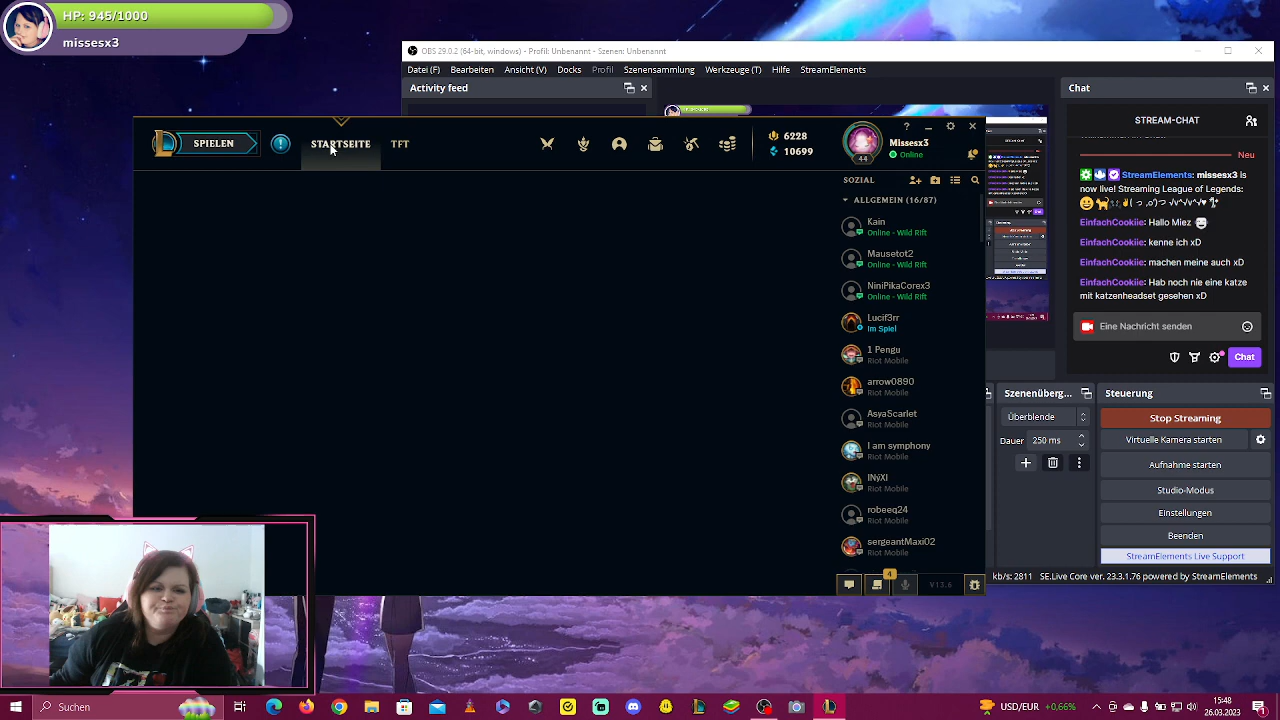 HP: 945/1000
missesx3
OBS 29.0.2 (64-bit, windows) - Profil: Unbenannt - Szenen: Unbenannt
Datei (F) Bearbeiten Ansicht (V) Docks Profil Szenensammlung Werkzeuge (T) Hilfe StreamElements
Activity feed
Chat
STREAM-CHAT
Neu
StreamElements: missesx3 is
now live! Streaming League of Legends:
EinfachCookiie: Hallo Miez
EinfachCookiie: kenne ich xD
EinfachCookiie: machen meine auch xD
EinfachCookiie: Hab noch nie eine katze
mit katzenheadset gesehen xD
Eine Nachricht senden
Chat
SPIELEN
STARTSEITE
TFT
6228
10699
44
Missesx3
Online
SOZIAL
ALLGEMEIN (16/87)
Kain
Online - Wild Rift
Mausetot2
Online - Wild Rift
NiniPikaCorex3
Online - Wild Rift
Lucif3rr
Im Spiel
1 Pengu
Riot Mobile
arrow0890
Riot Mobile
AsyaScarlet
Riot Mobile
I am symphony
Riot Mobile
INÿXI
Riot Mobile
robeeq24
Riot Mobile
sergeantMaxi02
Riot Mobile
4
V13.6
Szenenüberg...
Überblende
Dauer 250 ms
Steuerung
Stop Streaming
Virtuelle Kamera starten
Aufnahme starten
Studio-Modus
Einstellungen
Beenden
StreamElements Live Support
kb/s: 2811 SE.Live Core ver. 23.3.1.76 powered by StreamElements
Suchen
USD/EUR +0,66%
15:48
26.03.2023